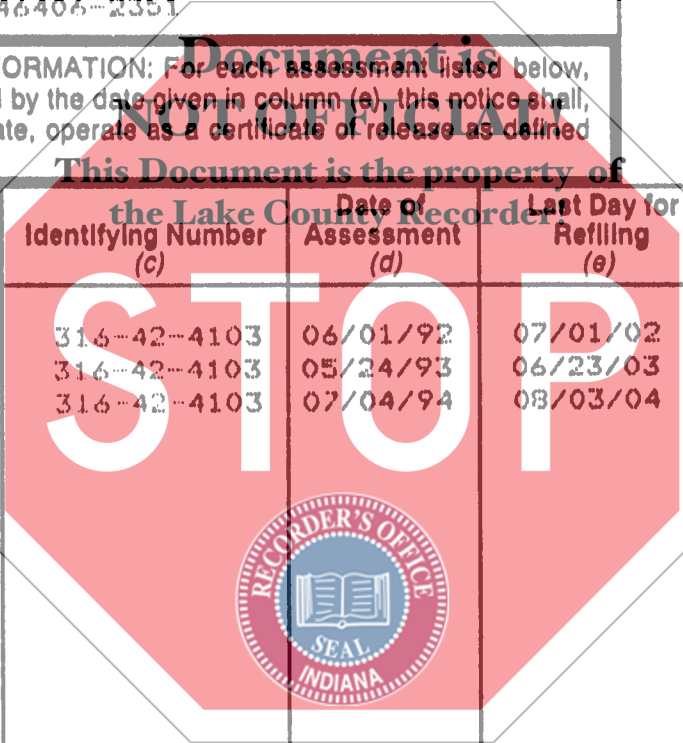 46406-2351
ORMATION: For each assessment listed below,
by the date given in column (e), this notice shall,
ate, operate as a certificate of release as defined
Document is
NOT OFFICIAL!
This Document is the property of
the Lake County Recorder!
Identifying Number
(c)
Date of
Assessment
(d)
Last Day for
Refiling
(e)
316-42-4103 06/01/92 07/01/02
316-42-4103 05/24/93 06/23/03
316-42-4103 07/04/94 08/03/04
STOP
RECORDER'S OFFICE
SEAL
INDIANA